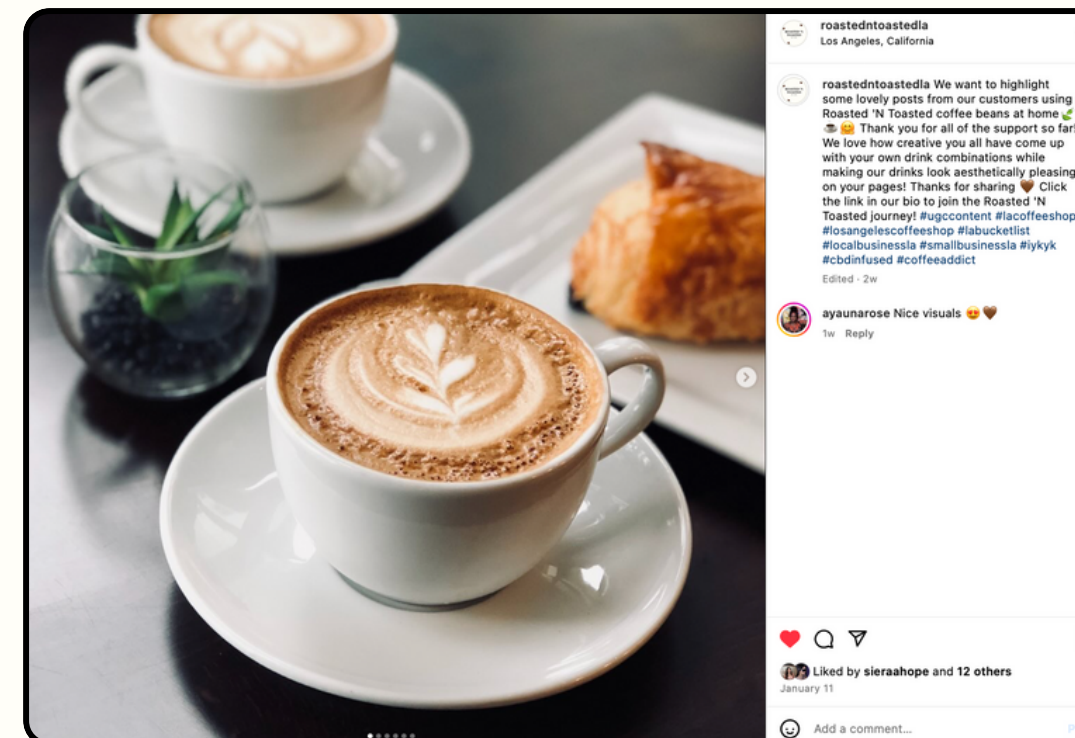 roastedntoastedla
Los Angeles, California
roastedntoastedla We want to highlight
some lovely posts from our customers using
Roasted 'N Toasted coffee beans at home🍃
☕🤗 Thank you for all of the support so far!
We love how creative you all have come up
with your own drink combinations while
making our drinks look aesthetically pleasing
on your pages! Thanks for sharing 🤎 Click
the link in our bio to join the Roasted 'N
Toasted journey! #ugccontent #lacoffeeshop
#losangelescoffeeshop #labucketlist
#localbusinessla #smallbusinessla #iykyk
#cbdinfused #coffeeaddict
Edited · 2w
ayaunarose Nice visuals 😍🤎
1w Reply
Liked by sieraahope and 12 others
January 11
Add a comment...